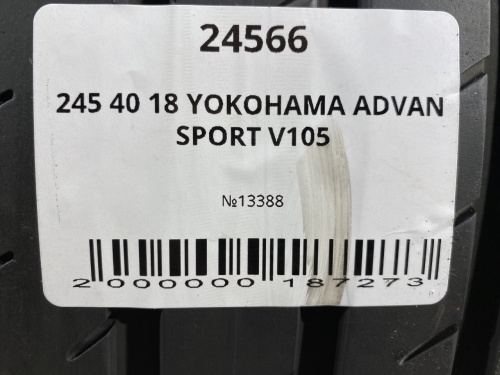 24566
245 40 18 YOKOHAMA ADVAN
SPORT V105
№13388
2 000000 187273